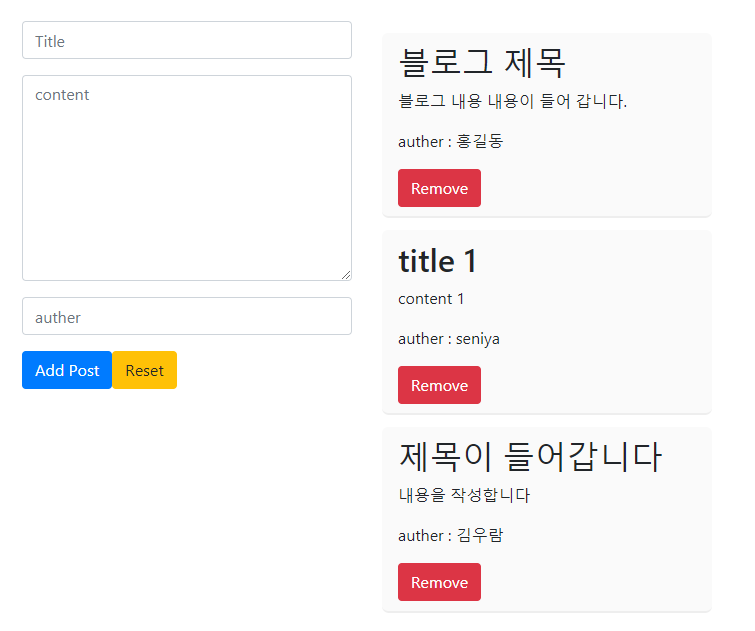 Title
content
auther
Add Post
Reset
블로그 제목
블로그 내용 내용이 들어 갑니다.
auther : 홍길동
Remove
title 1
content 1
auther : seniya
Remove
제목이 들어갑니다
내용을 작성합니다
auther : 김우람
Remove